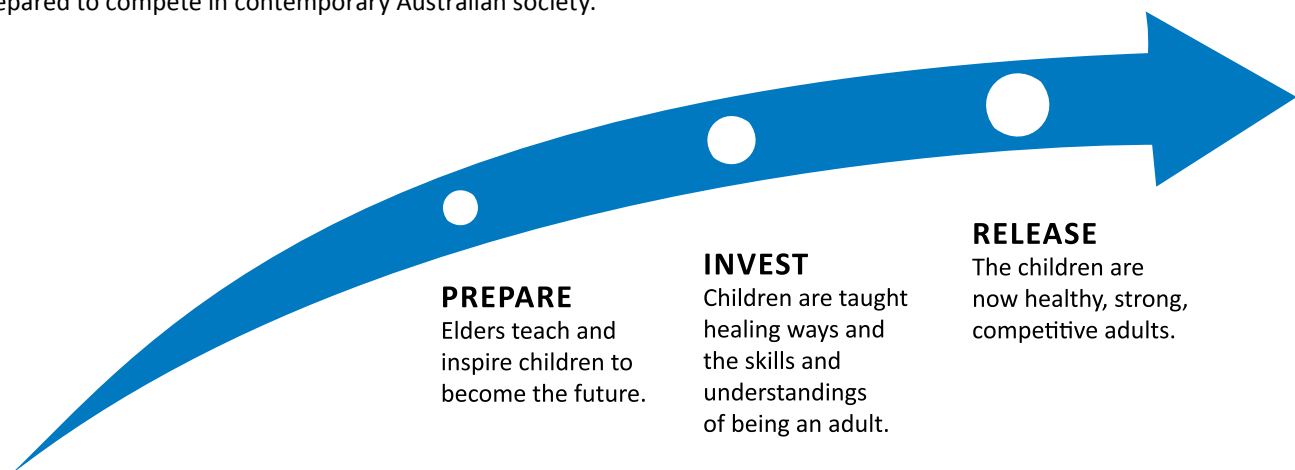 epared to compete in contemporary Australian society.
PREPARE
Elders teach and
inspire children to
become the future.
INVEST
Children are taught
healing ways and
the skills and
understandings
of being an adult.
RELEASE
The children are
now healthy, strong,
competitive adults.